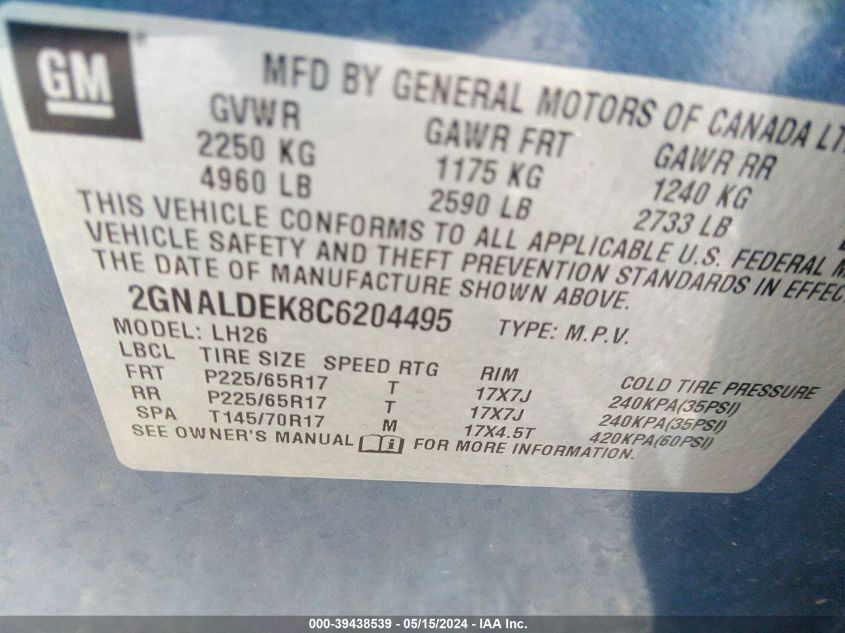 GM
MFD BY GENERAL MOTORS OF CANADA
GVWR GAWR FRT GAWR RR
2250 KG 1175 KG 1240 KG
4960 LB 2590 LB 2733 LB
THIS VEHICLE CONFORMS TO ALL APPLICABLE U.S. FEDERAL
VEHICLE SAFETY AND THEFT PREVENTION STANDARDS IN
THE DATE OF MANUFACTURE SHOWN ABOVE.
2GNALDEK8C6204495 TYPE: M.P.V.
MODEL: LH26
LBCL TIRE SIZE SPEED RTG RIM COLD TIRE PRESSURE
FRT P225/65R17 T 17X7J 240KPA(35PSI)
RR P225/65R17 T 17X7J 240KPA(35PSI)
SPA T145/70R17 M 17X4.5T 420KPA(60PSI)
SEE OWNER'S MANUAL FOR MORE INFORMATION.
000-39438539 - 05/15/2024 - IAA Inc.